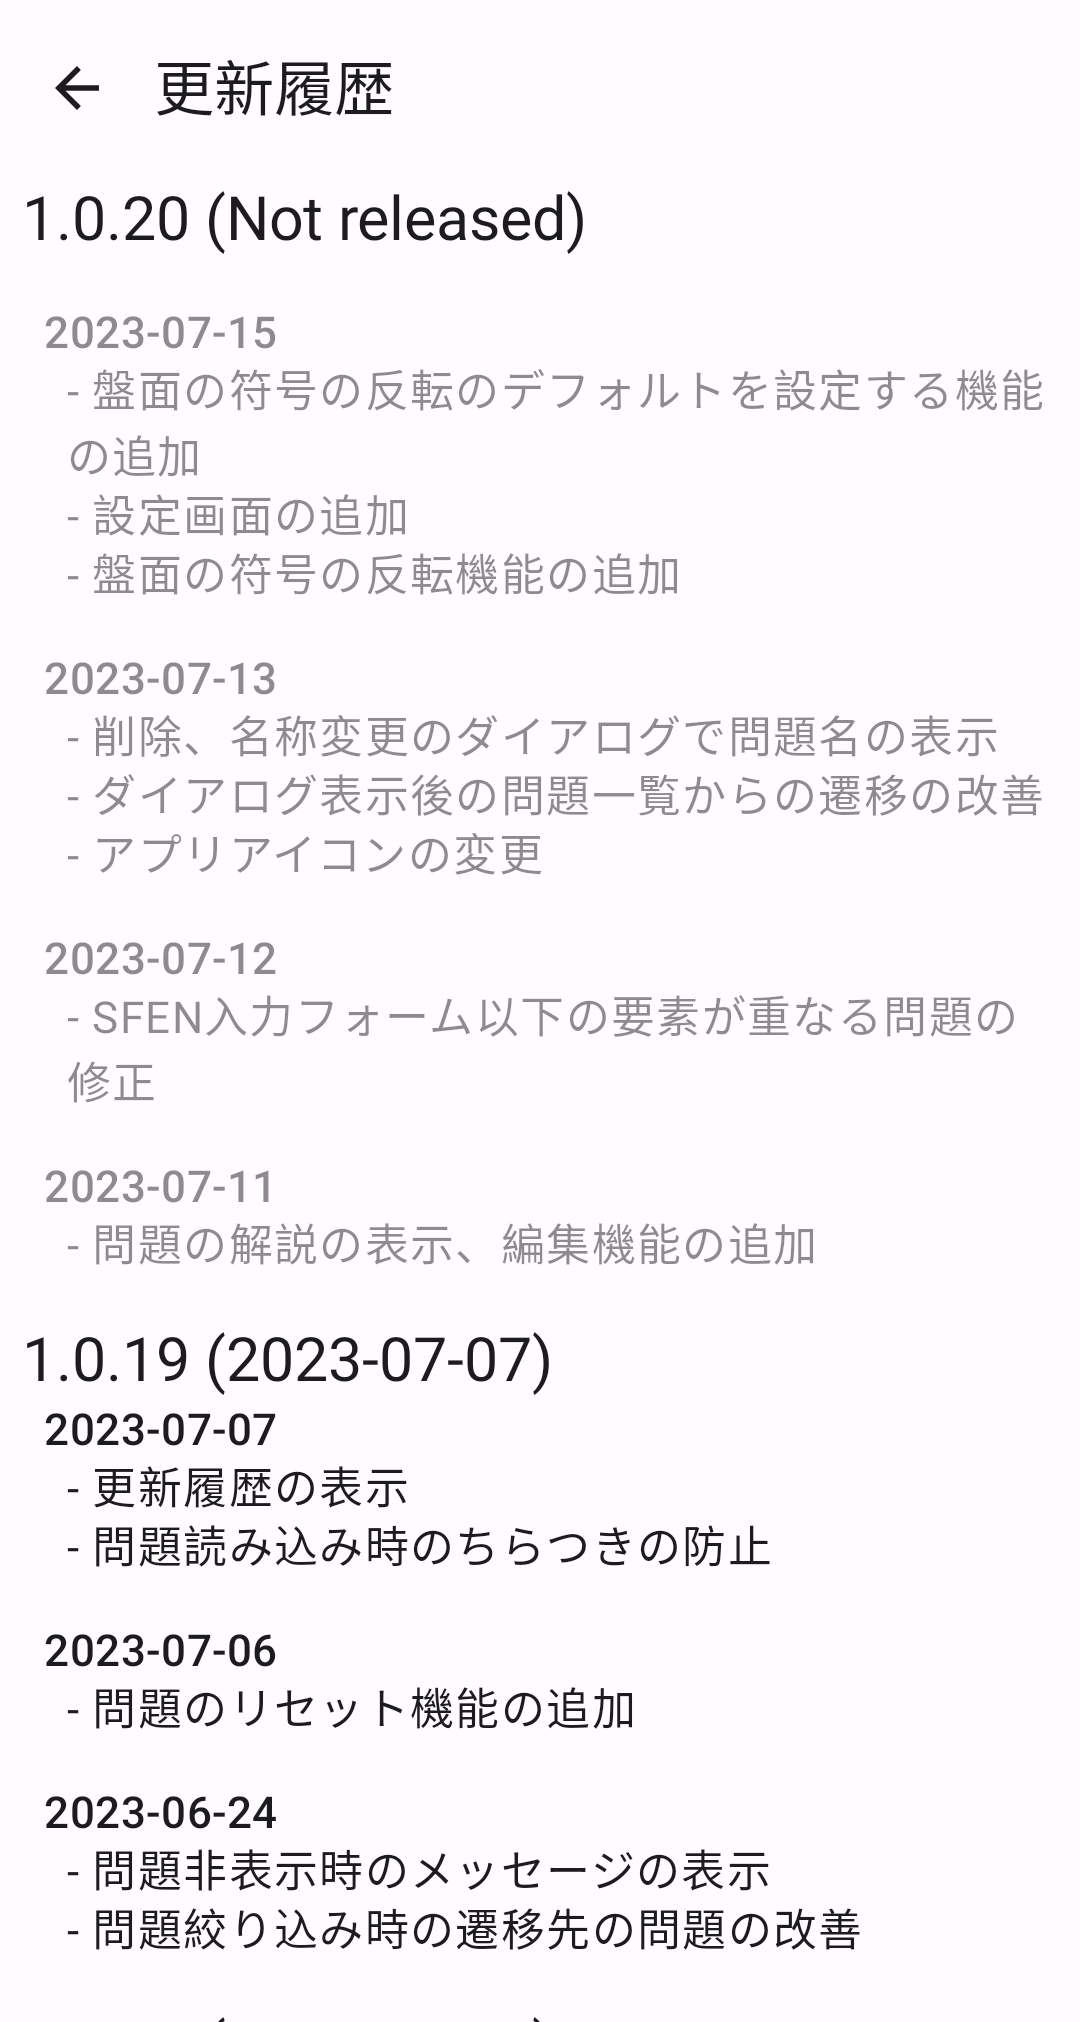 更新履歴
1.0.20 (Not released)
2023-07-15
- 盤面の符号の反転のデフォルトを設定する機能
の追加
- 設定画面の追加
- 盤面の符号の反転機能の追加
2023-07-13
- 削除、名称変更のダイアログで問題名の表示
- ダイアログ表示後の問題一覧からの遷移の改善
- アプリアイコンの変更
2023-07-12
- SFEN入力フォーム以下の要素が重なる問題の
修正
2023-07-11
- 問題の解説の表示、編集機能の追加
1.0.19 (2023-07-07)
2023-07-07
- 更新履歴の表示
- 問題読み込み時のちらつきの防止
2023-07-06
- 問題のリセット機能の追加
2023-06-24
- 問題非表示時のメッセージの表示
- 問題絞り込み時の遷移先の問題の改善